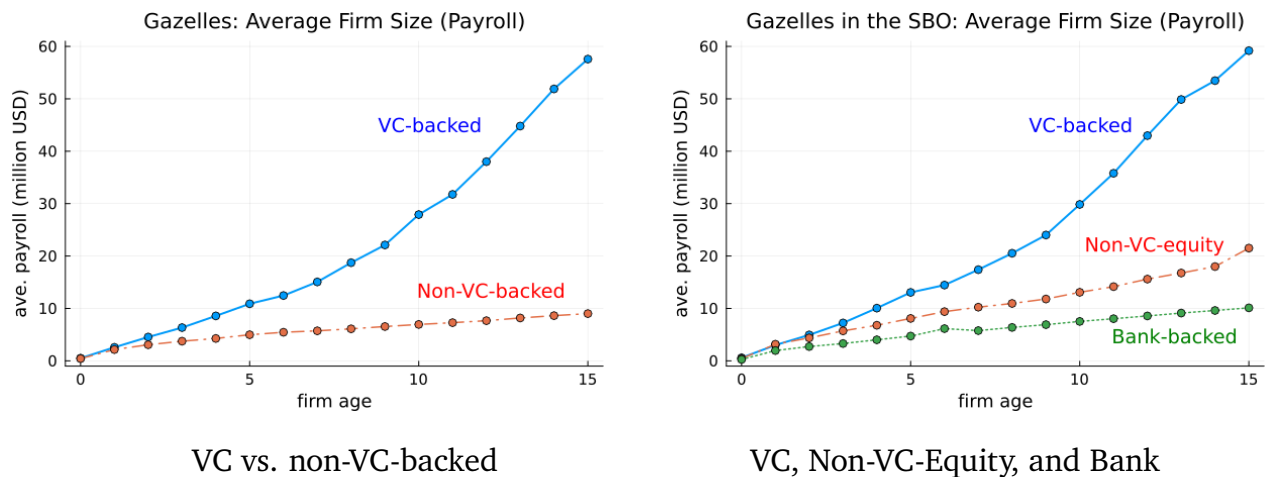 Gazelles: Average Firm Size (Payroll)
60
50
40
30
20
10
0
ave. payroll (million USD)
VC-backed
Non-VC-backed
0 5 10 15
firm age
VC vs. non-VC-backed
Gazelles in the SBO: Average Firm Size (Payroll)
60
50
40
30
20
10
0
ave. payroll (million USD)
VC-backed
Non-VC-equity
Bank-backed
0 5 10 15
firm age
VC, Non-VC-Equity, and Bank